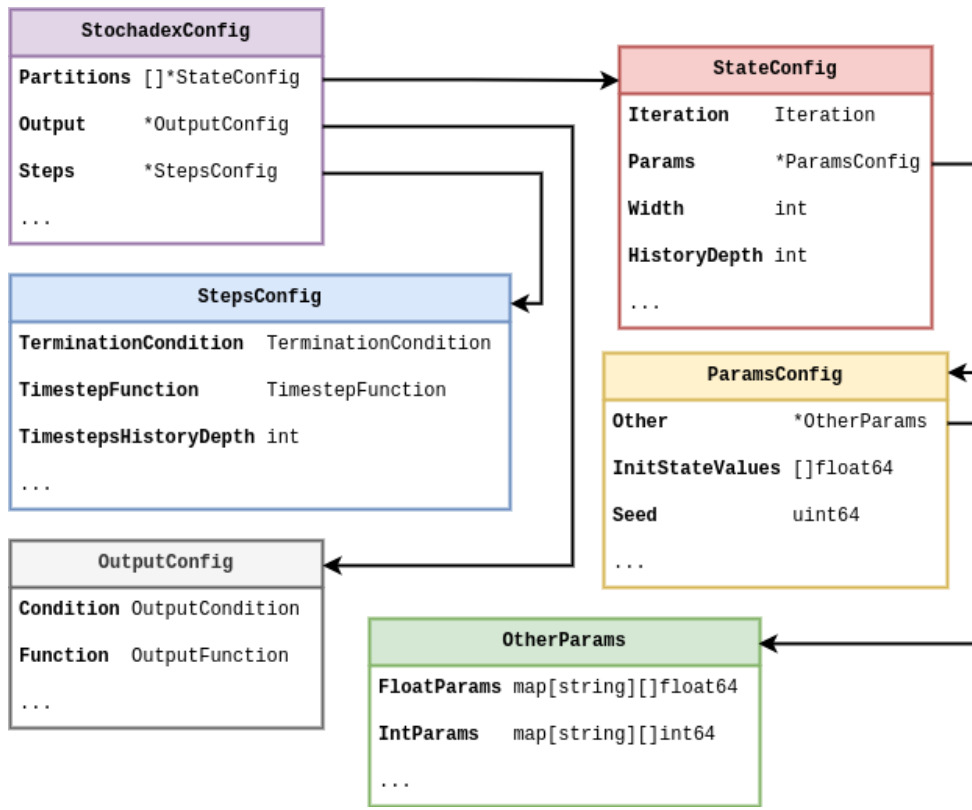 StochadexConfig
Partitions []*StateConfig
Output *OutputConfig
Steps *StepsConfig
...
StateConfig
Iteration Iteration
Params *ParamsConfig
Width int
HistoryDepth int
...
StepsConfig
TerminationCondition TerminationCondition
TimestepFunction TimestepFunction
TimestepsHistoryDepth int
...
ParamsConfig
Other *OtherParams
InitStateValues []float64
Seed uint64
...
OutputConfig
Condition OutputCondition
Function OutputFunction
...
OtherParams
FloatParams map[string][]float64
IntParams map[string][]int64
...